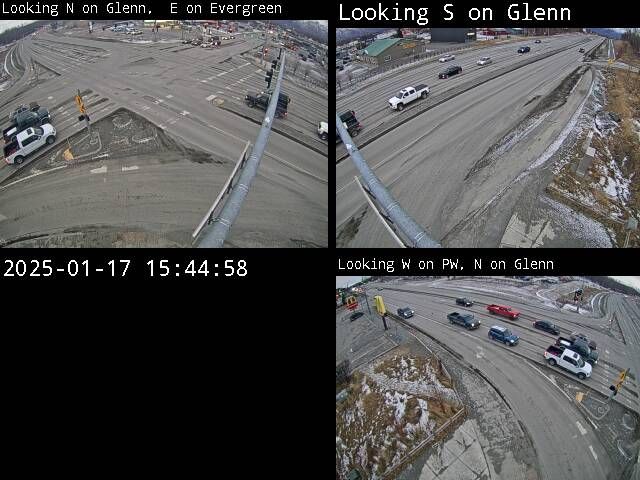 Looking N on Glenn,  E on Evergreen
Looking S on Glenn
2025-01-17 15:44:58
Looking W on PW, N on Glenn